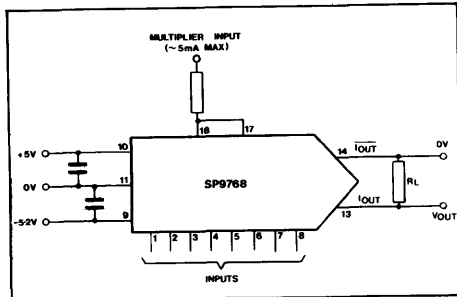 MULTIPLIER INPUT
(~5mA MAX)
16 17
+5V 10
0V 11
-5·2V 9
SP9768
14 IOUT 0V
RL
13 IOUT VOUT
1 2 3 4 5 6 7 8
INPUTS